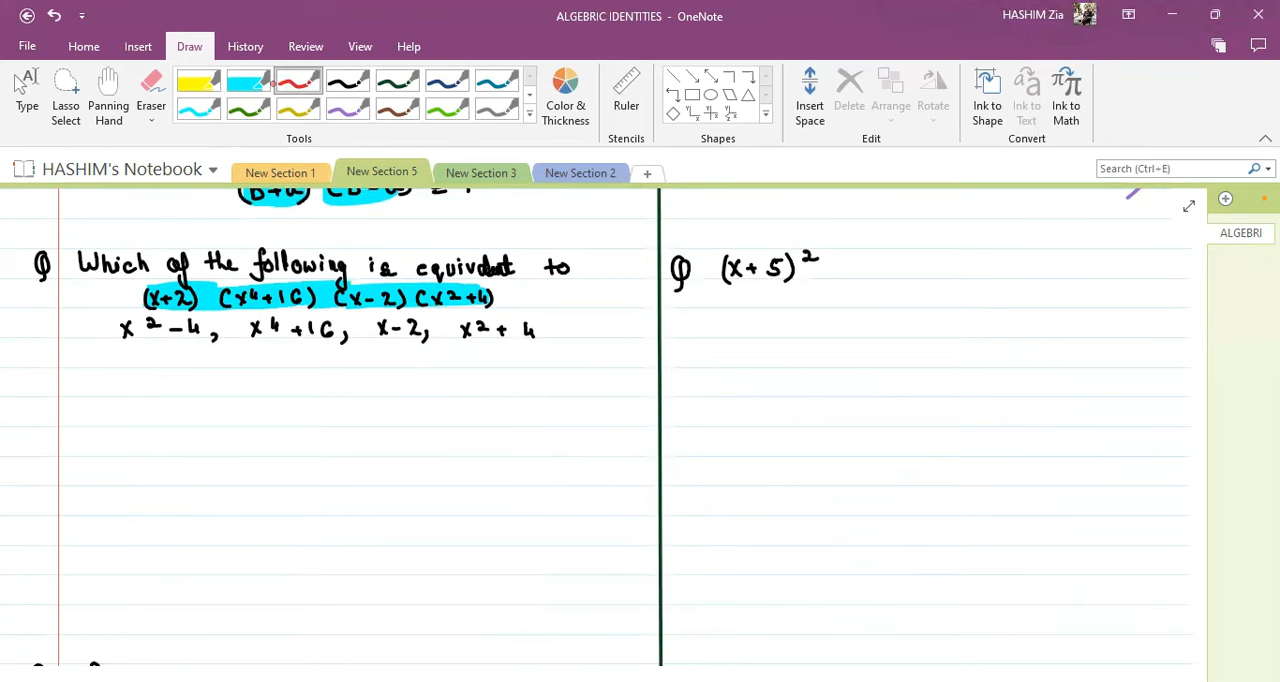 ALGEBRIC IDENTITIES - OneNote
HASHIM Zia
File Home Insert Draw History Review View Help
Type
Lasso Select
Panning Hand
Eraser
Color & Thickness
Ruler
Insert Space
Delete
Arrange
Rotate
Ink to Shape
Ink to Text
Ink to Math
Tools
Stencils
Shapes
Edit
Convert
HASHIM's Notebook
New Section 1
New Section 5
New Section 3
New Section 2
Search (Ctrl+E)
ALGEBRI
Q Which of the following is equivalent to
(x+2) (x⁴+16) (x-2) (x²+4)
x²-4, x⁴+16, x-2, x²+4
Q (x+5)²